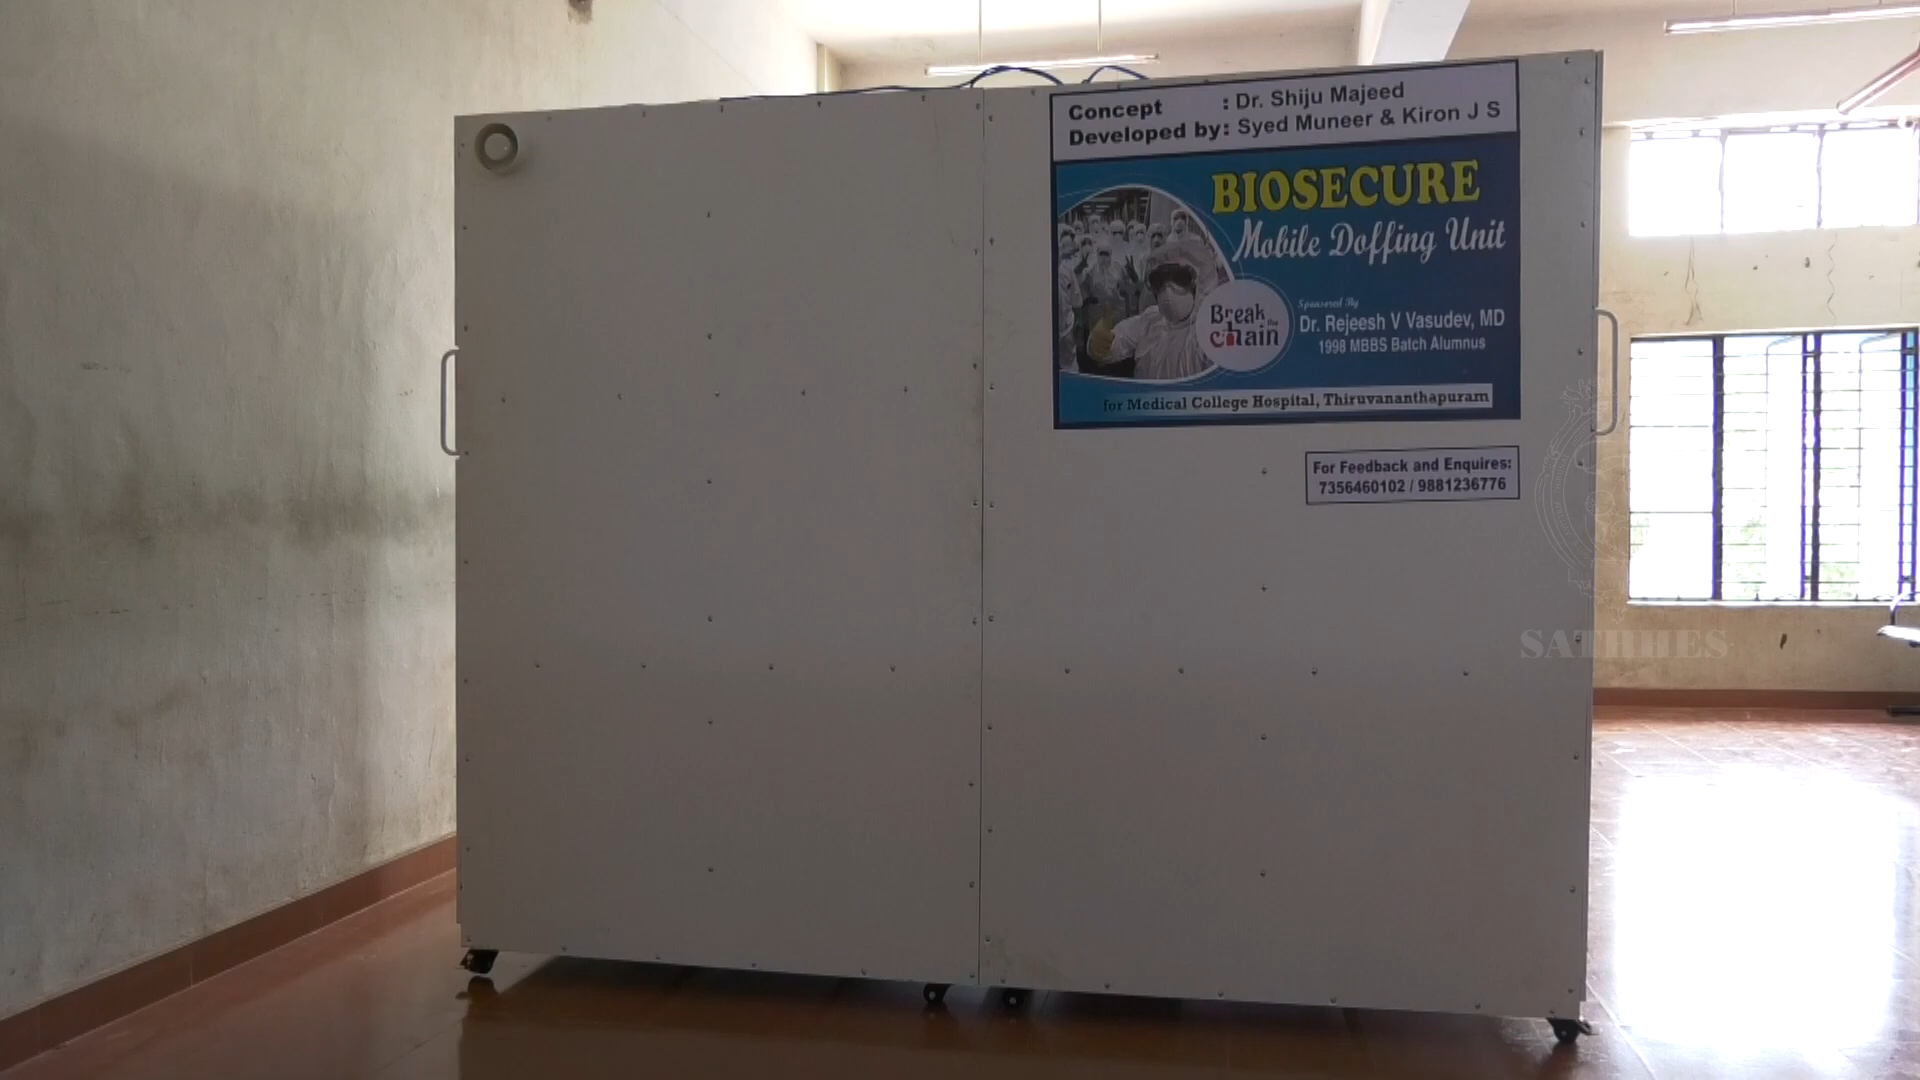 Concept : Dr. Shiju Majeed
Developed by: Syed Muneer & Kiron J S
BIOSECURE
Mobile Doffing Unit
Break the chain
Sponsored By
Dr. Rejeesh V Vasudev, MD
1998 MBBS Batch Alumnus
for Medical College Hospital, Thiruvananthapuram
For Feedback and Enquires:
7356460102 / 9881236776
SATHHES